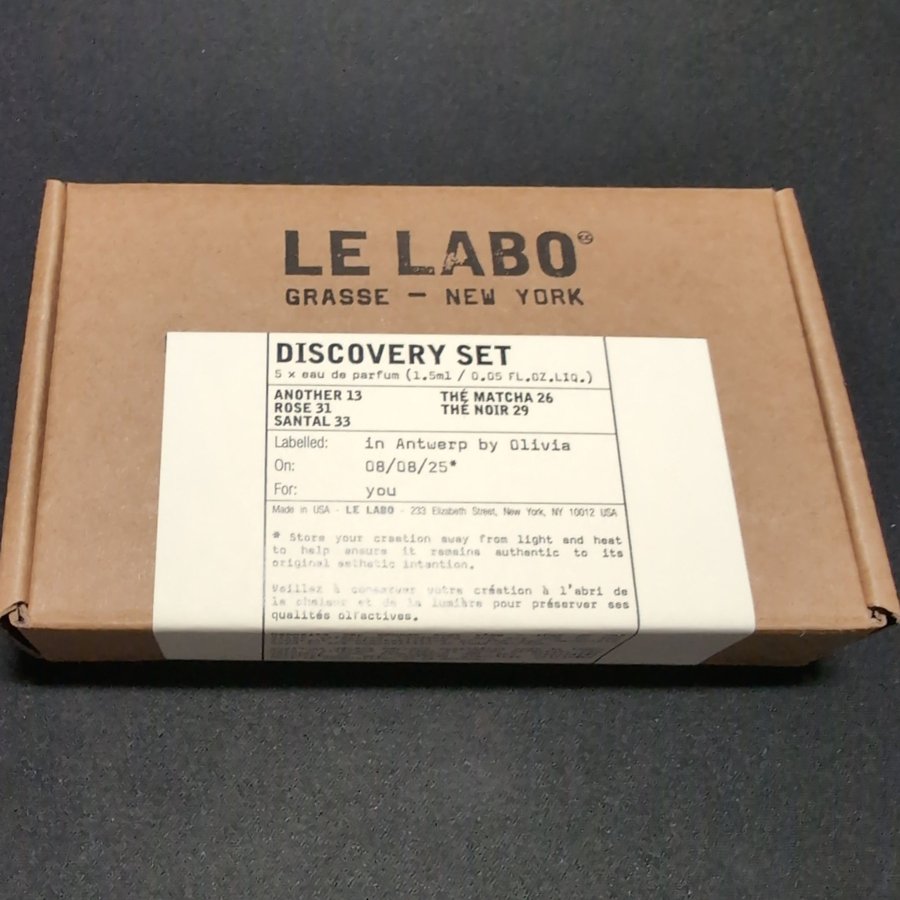 LE LABO
GRASSE — NEW YORK
DISCOVERY SET
5 x eau de parfum (1.5ml / 0.05 FL.OZ.LIQ.)
ANOTHER 13 THÉ MATCHA 26
ROSE 31 THÉ NOIR 29
SANTAL 33
Labelled: in Antwerp by Olivia
On: 08/08/25*
For: you
Made in USA - LE LABO - 233 Elizabeth Street, New York, NY 10012 USA
* Store your creation away from light and heat
to help ensure it remains authentic to its
original aesthetic intention.
Veillez à conserver votre création à l'abri de
la chaleur et de la lumière pour préserver ses
qualités olfactives.